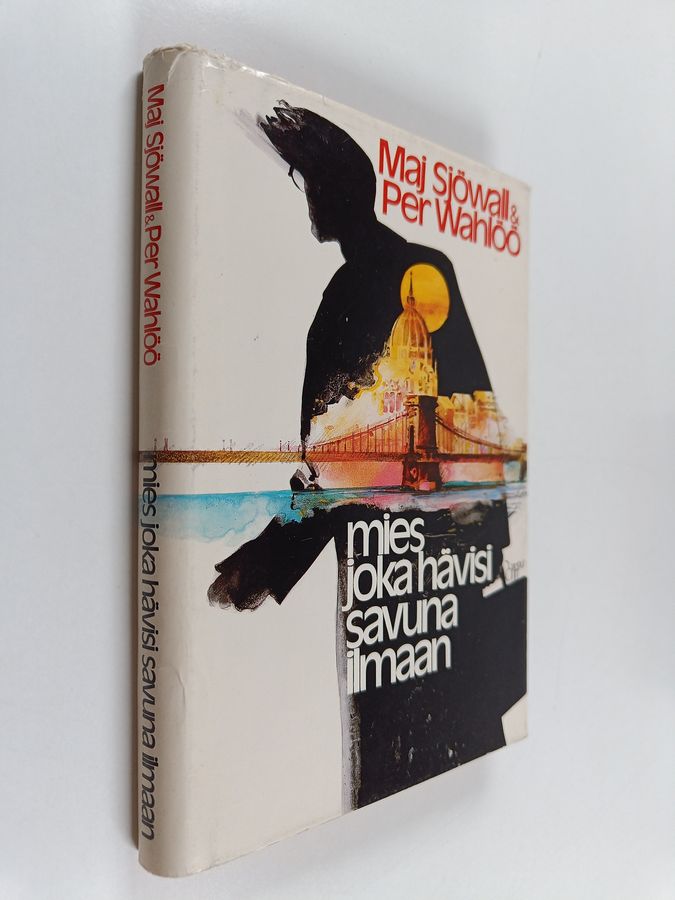 Maj Sjöwall & Per Wahlöö
mies joka hävisi savuna ilmaan
Maj Sjöwall &
Per Wahlöö
mies
joka hävisi
savuna
ilmaan